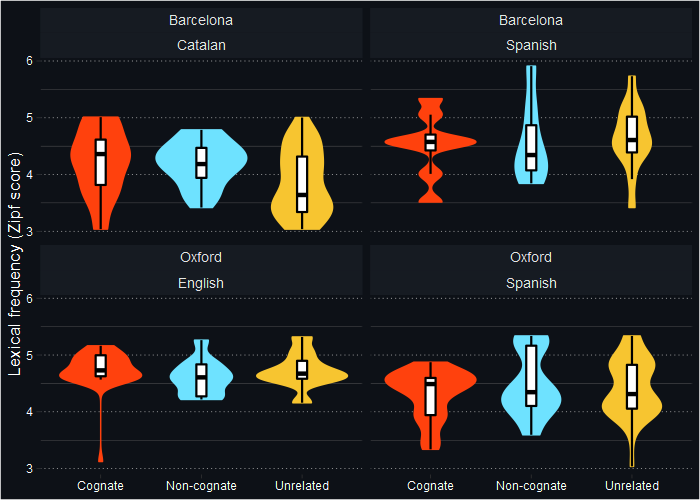 Barcelona
Catalan
Barcelona
Spanish
6
5
4
3
Oxford
English
Oxford
Spanish
6
5
4
3
Lexical frequency (Zipf score)
Cognate Non-cognate Unrelated
Cognate Non-cognate Unrelated